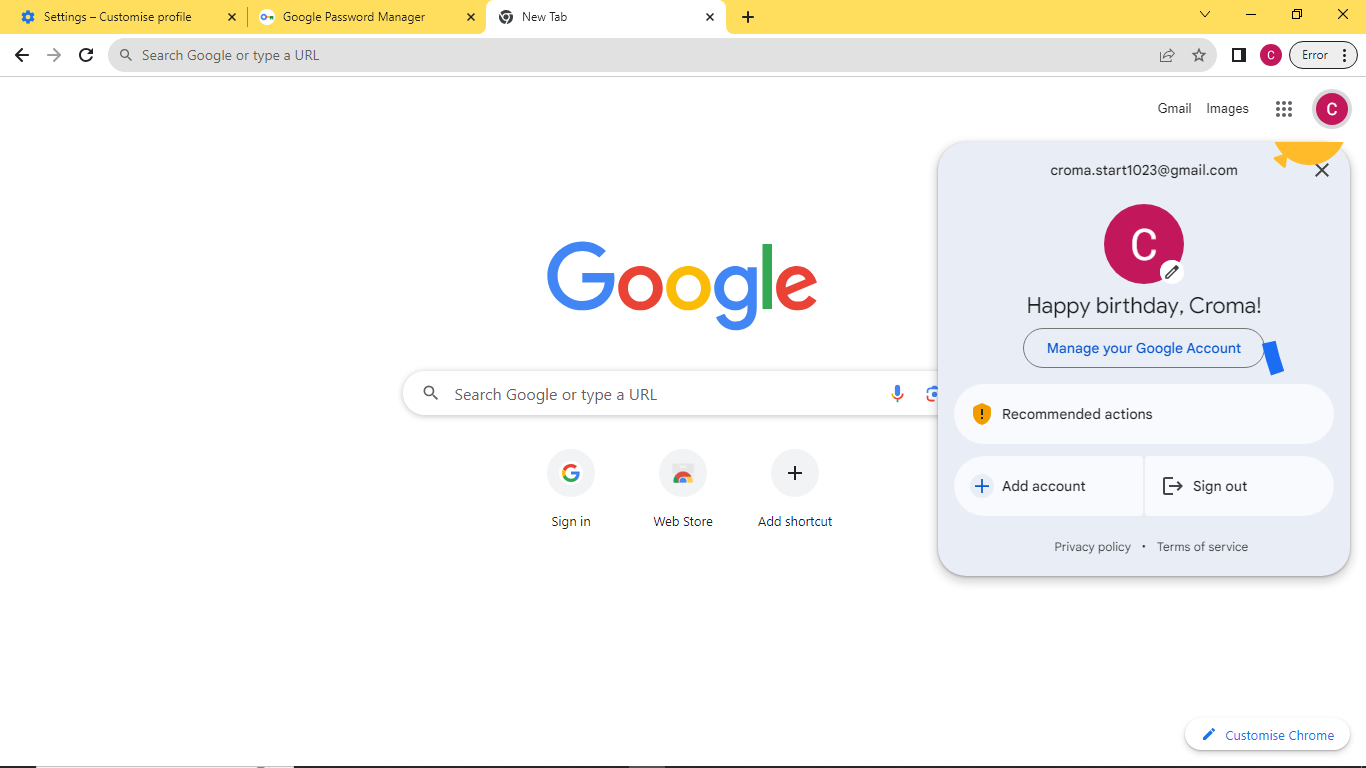 Settings – Customise profile
Google Password Manager
New Tab
Search Google or type a URL
C
Error
Gmail
Images
C
croma.start1023@gmail.com
C
Happy birthday, Croma!
Manage your Google Account
Recommended actions
Add account
Sign out
Privacy policy • Terms of service
Google
Search Google or type a URL
Sign in
Web Store
Add shortcut
Customise Chrome